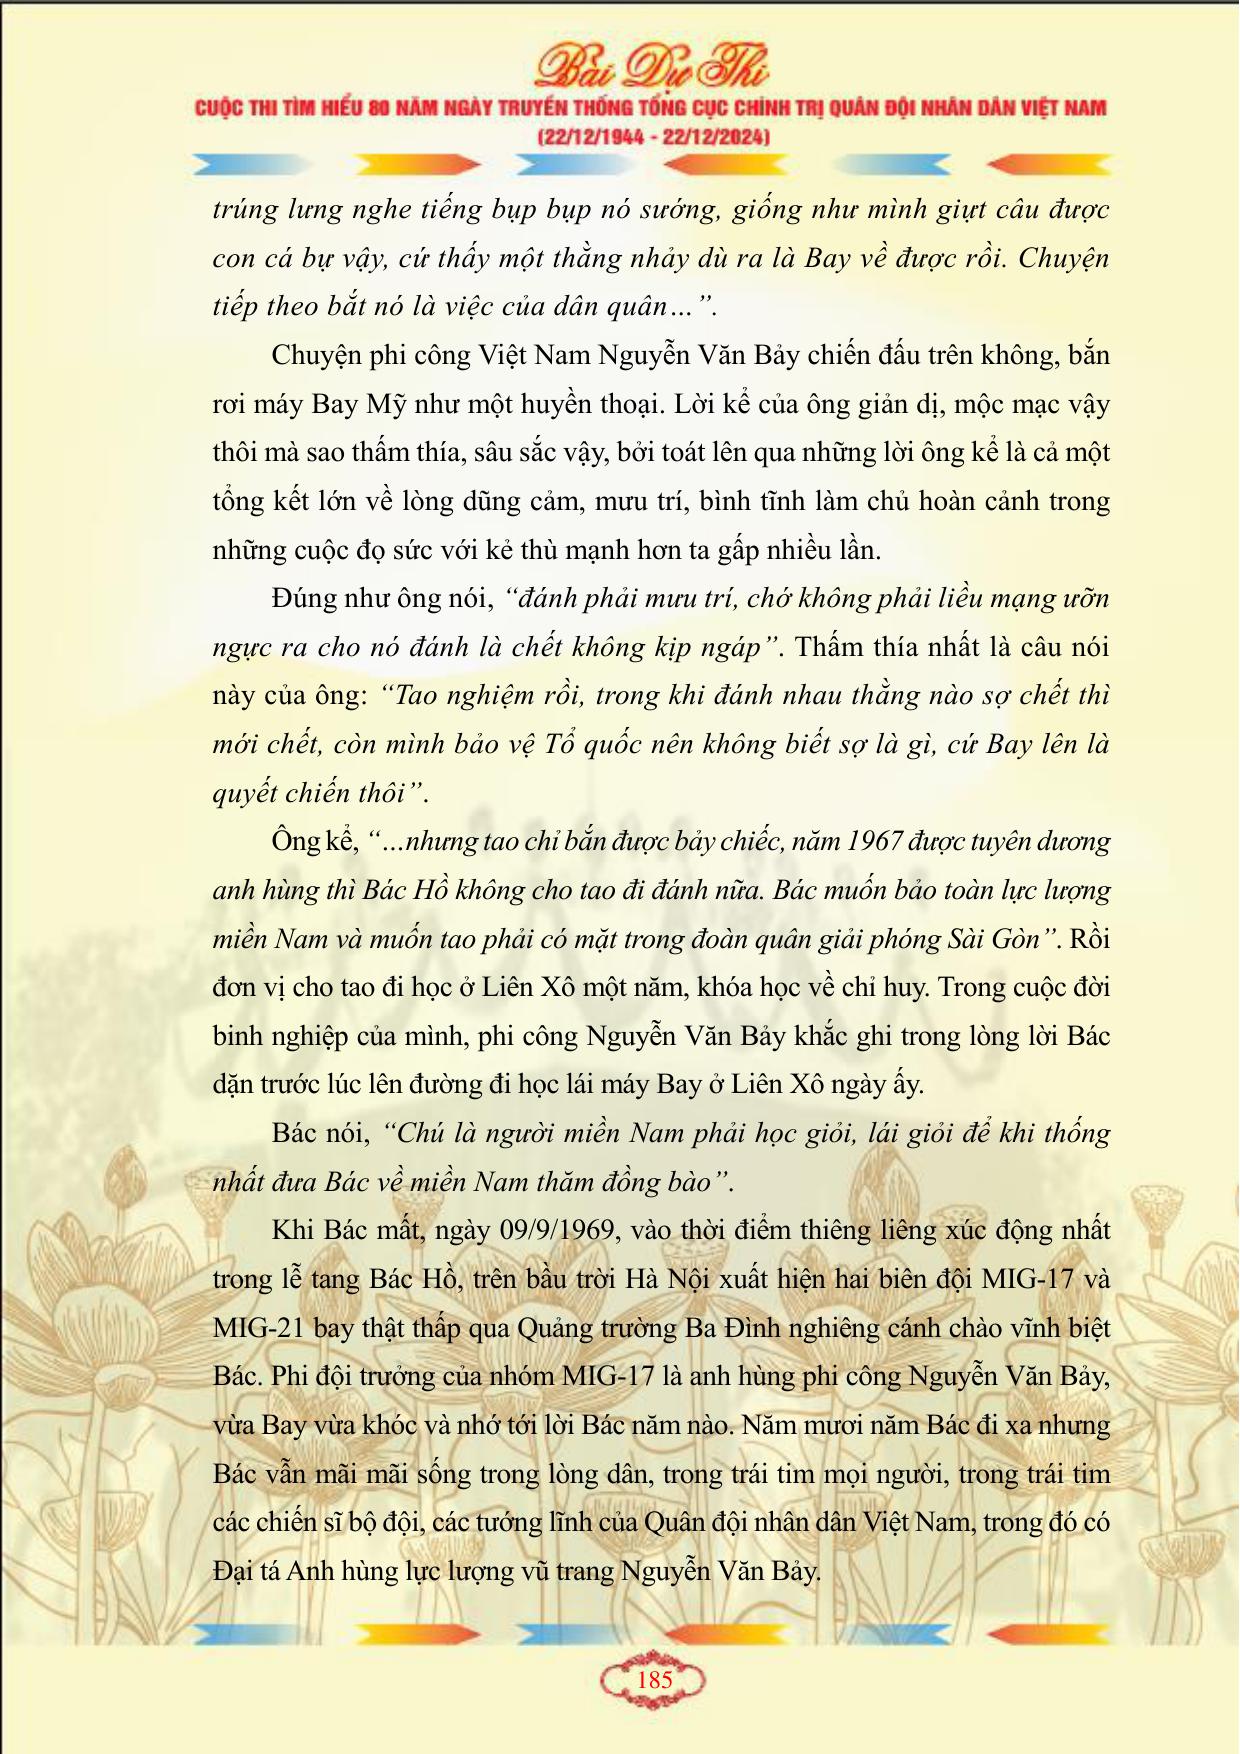 Bài Dự Thi
CUỘC THI TÌM HIỂU 80 NĂM NGÀY TRUYỀN THỐNG TỔNG CỤC CHÍNH TRỊ QUÂN ĐỘI NHÂN DÂN VIỆT NAM
(22/12/1944 - 22/12/2024)
trúng lưng nghe tiếng bụp bụp nó sướng, giống như mình giựt câu được
con cá bự vậy, cứ thấy một thằng nhảy dù ra là Bay về được rồi. Chuyện
tiếp theo bắt nó là việc của dân quân…”.
Chuyện phi công Việt Nam Nguyễn Văn Bảy chiến đấu trên không, bắn
rơi máy Bay Mỹ như một huyền thoại. Lời kể của ông giản dị, mộc mạc vậy
thôi mà sao thấm thía, sâu sắc vậy, bởi toát lên qua những lời ông kể là cả một
tổng kết lớn về lòng dũng cảm, mưu trí, bình tĩnh làm chủ hoàn cảnh trong
những cuộc đọ sức với kẻ thù mạnh hơn ta gấp nhiều lần.
Đúng như ông nói, “đánh phải mưu trí, chớ không phải liều mạng ưỡn
ngực ra cho nó đánh là chết không kịp ngáp”. Thấm thía nhất là câu nói
này của ông: “Tao nghiệm rồi, trong khi đánh nhau thằng nào sợ chết thì
mới chết, còn mình bảo vệ Tổ quốc nên không biết sợ là gì, cứ Bay lên là
quyết chiến thôi”.
Ông kể, “…nhưng tao chỉ bắn được bảy chiếc, năm 1967 được tuyên dương
anh hùng thì Bác Hồ không cho tao đi đánh nữa. Bác muốn bảo toàn lực lượng
miền Nam và muốn tao phải có mặt trong đoàn quân giải phóng Sài Gòn”. Rồi
đơn vị cho tao đi học ở Liên Xô một năm, khóa học về chỉ huy. Trong cuộc đời
binh nghiệp của mình, phi công Nguyễn Văn Bảy khắc ghi trong lòng lời Bác
dặn trước lúc lên đường đi học lái máy Bay ở Liên Xô ngày ấy.
Bác nói, “Chú là người miền Nam phải học giỏi, lái giỏi để khi thống
nhất đưa Bác về miền Nam thăm đồng bào”.
Khi Bác mất, ngày 09/9/1969, vào thời điểm thiêng liêng xúc động nhất
trong lễ tang Bác Hồ, trên bầu trời Hà Nội xuất hiện hai biên đội MIG-17 và
MIG-21 bay thật thấp qua Quảng trường Ba Đình nghiêng cánh chào vĩnh biệt
Bác. Phi đội trưởng của nhóm MIG-17 là anh hùng phi công Nguyễn Văn Bảy,
vừa Bay vừa khóc và nhớ tới lời Bác năm nào. Năm mươi năm Bác đi xa nhưng
Bác vẫn mãi mãi sống trong lòng dân, trong trái tim mọi người, trong trái tim
các chiến sĩ bộ đội, các tướng lĩnh của Quân đội nhân dân Việt Nam, trong đó có
Đại tá Anh hùng lực lượng vũ trang Nguyễn Văn Bảy.
185